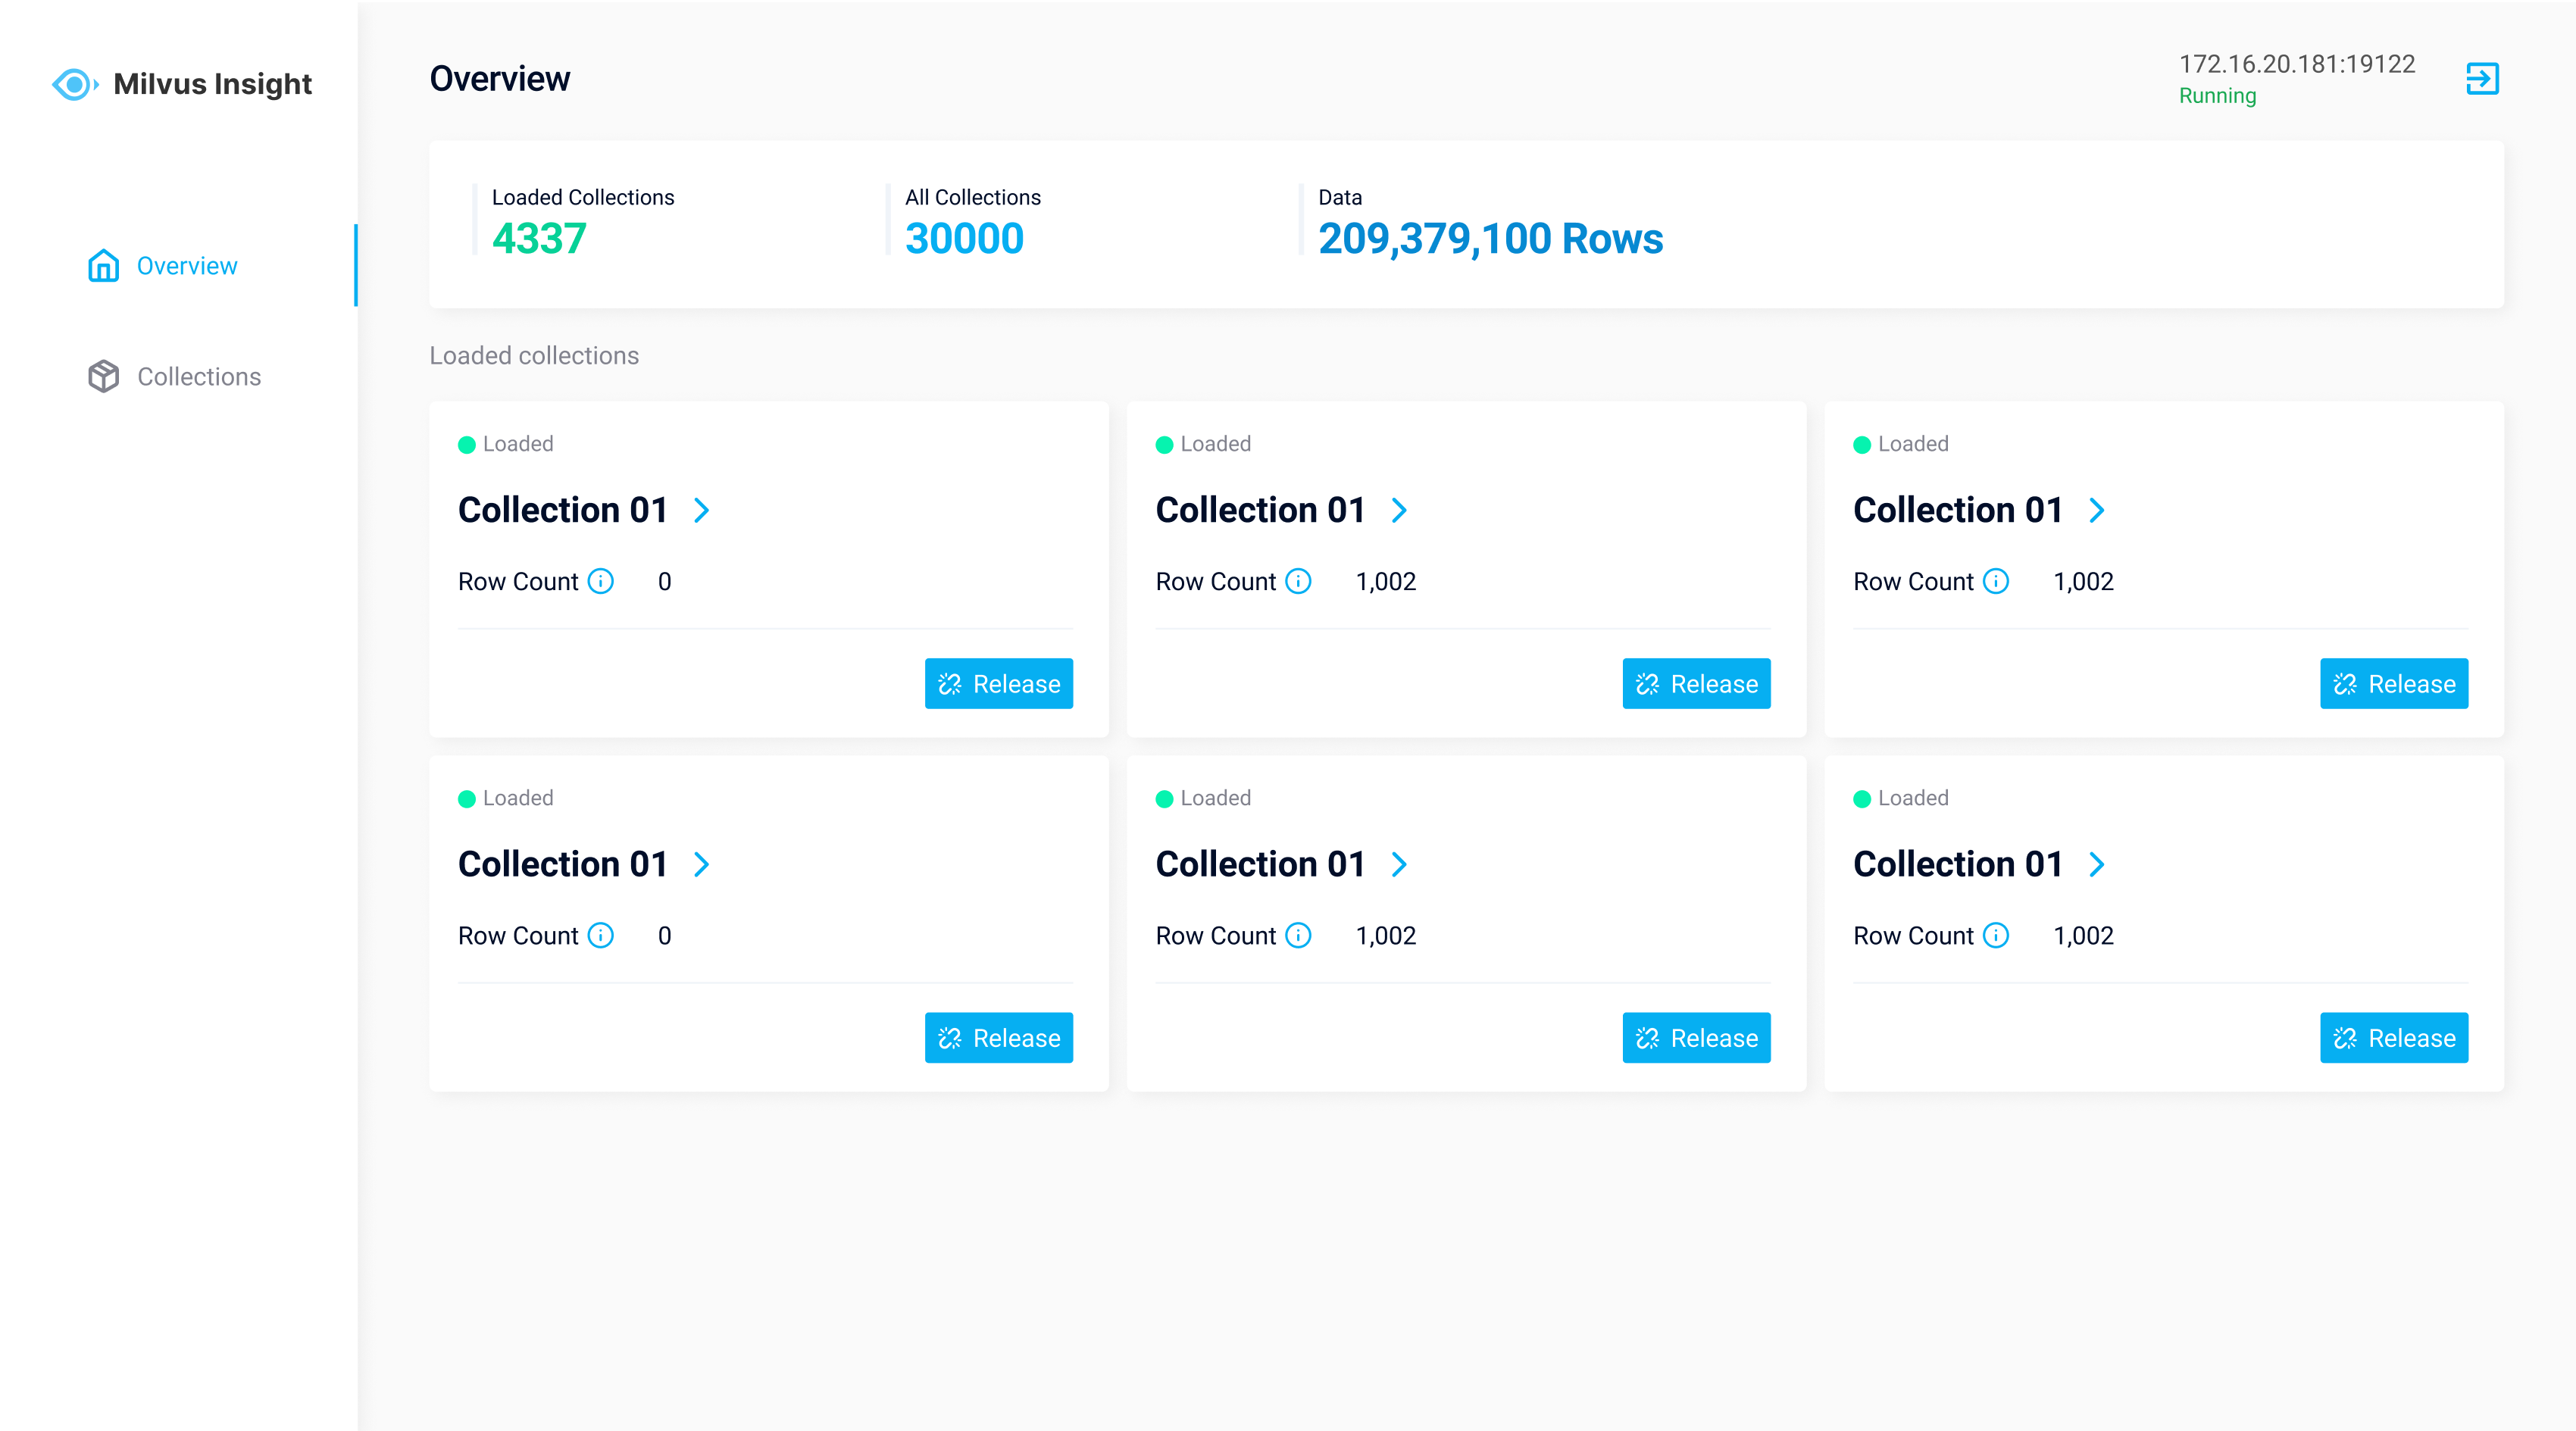 Milvus Insight
Overview
Collections
Overview
172.16.20.181:19122
Running
Loaded Collections
4337
All Collections
30000
Data
209,379,100 Rows
Loaded collections
Loaded
Collection 01
Row Count 0
Release
Loaded
Collection 01
Row Count 1,002
Release
Loaded
Collection 01
Row Count 1,002
Release
Loaded
Collection 01
Row Count 0
Release
Loaded
Collection 01
Row Count 1,002
Release
Loaded
Collection 01
Row Count 1,002
Release